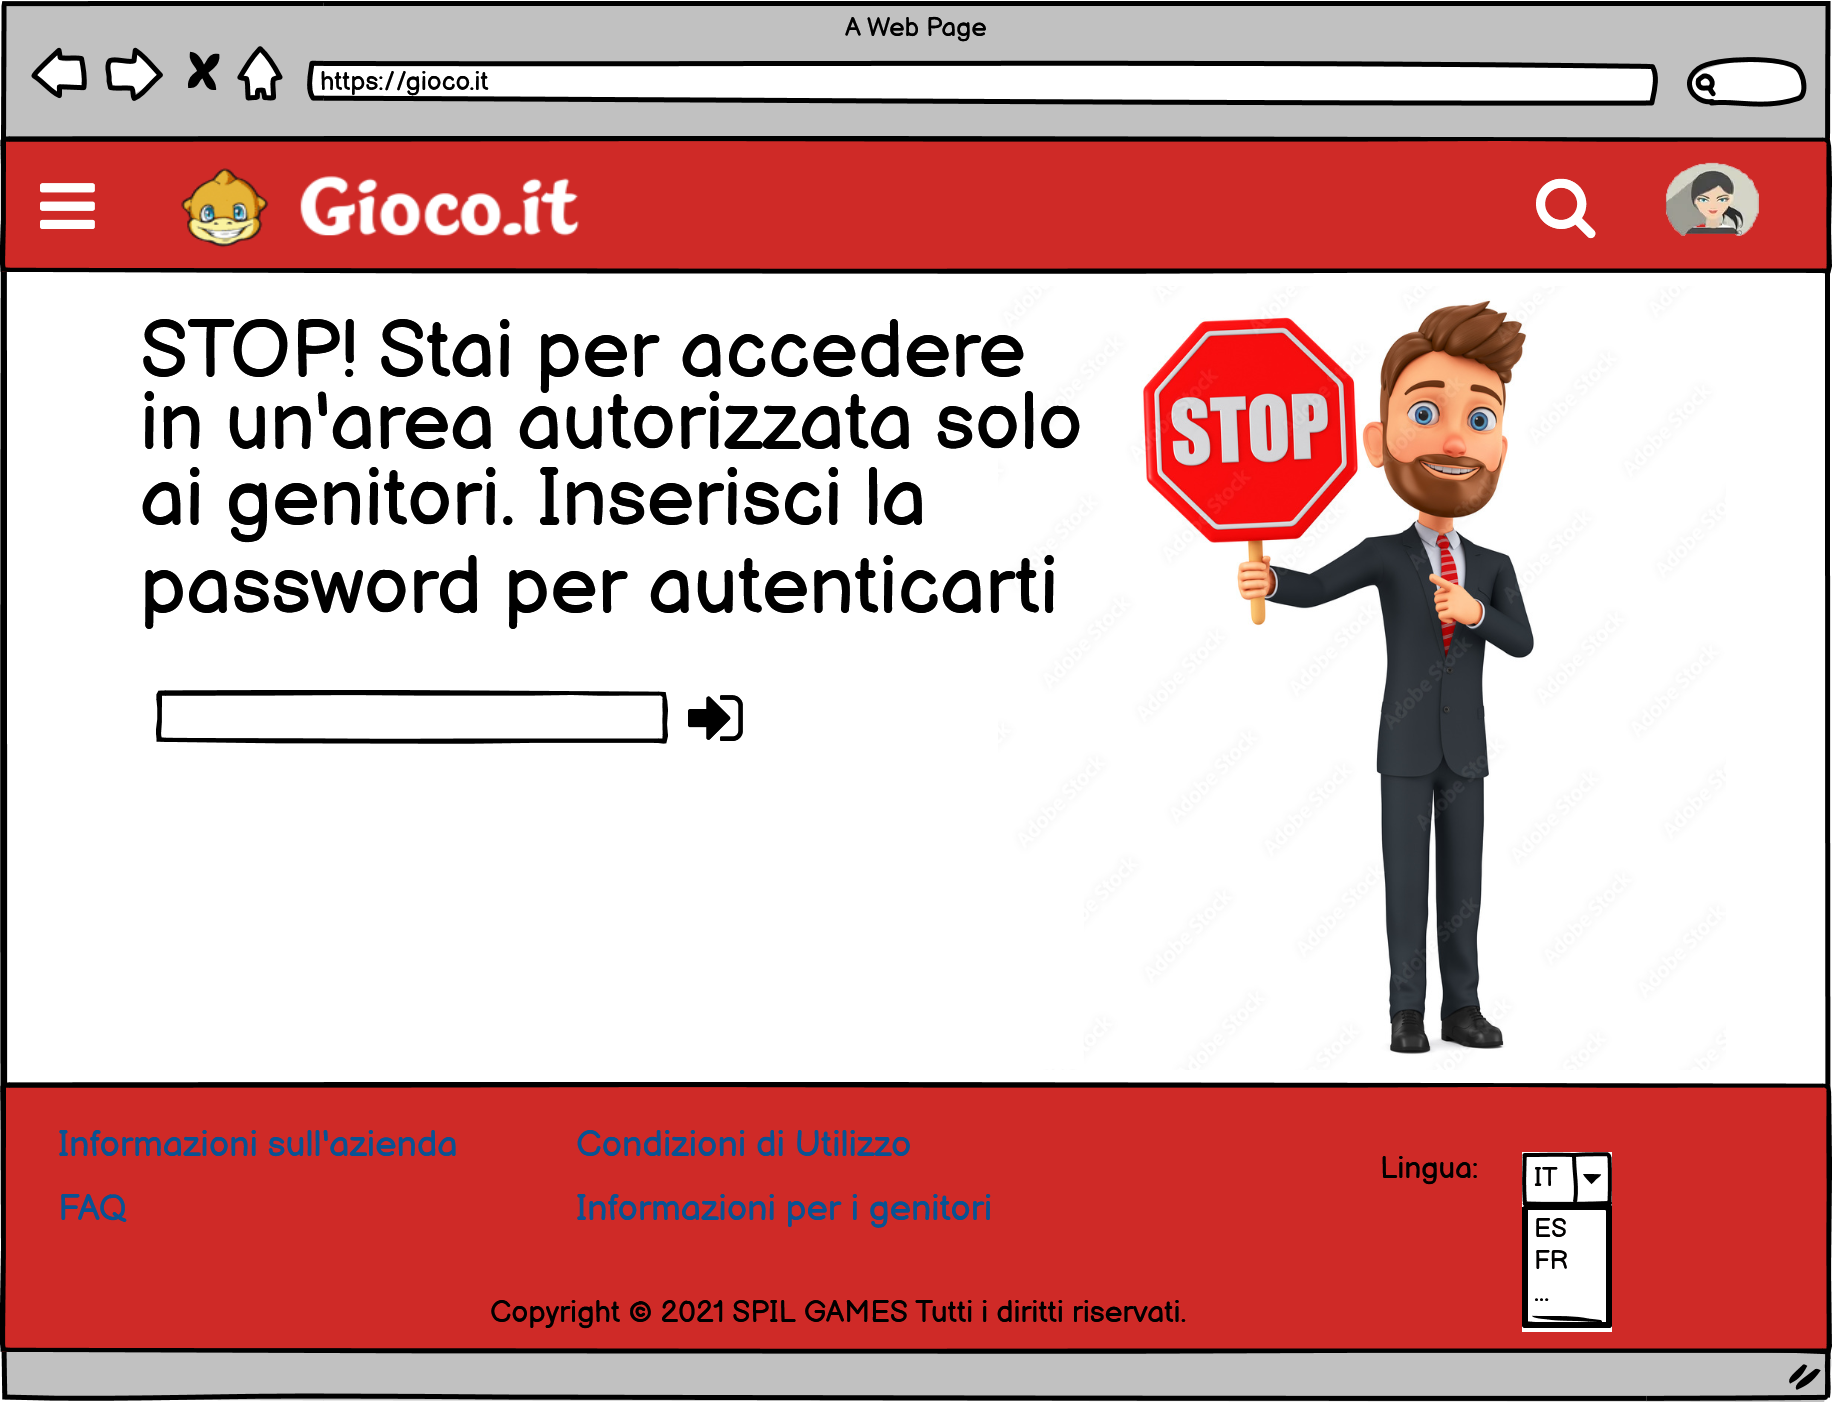 A Web Page
https://gioco.it
Gioco.it
STOP! Stai per accedere
in un'area autorizzata solo
ai genitori. Inserisci la
password per autenticarti
STOP
Informazioni sull'azienda
Condizioni di Utilizzo
Lingua:
IT
FAQ
Informazioni per i genitori
ES
FR
...
Copyright © 2021 SPIL GAMES Tutti i diritti riservati.
Adobe Stock